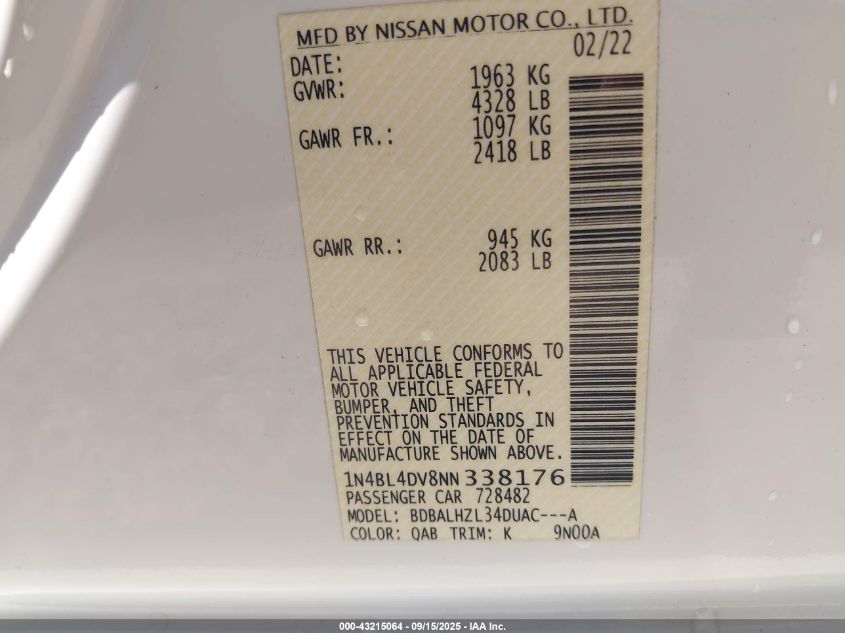 MFD BY NISSAN MOTOR CO., LTD.
DATE: 02/22
GVWR: 1963 KG
4328 LB
GAWR FR.: 1097 KG
2418 LB
GAWR RR.: 945 KG
2083 LB
THIS VEHICLE CONFORMS TO
ALL APPLICABLE FEDERAL
MOTOR VEHICLE SAFETY,
BUMPER, AND THEFT
PREVENTION STANDARDS IN
EFFECT ON THE DATE OF
MANUFACTURE SHOWN ABOVE.
1N4BL4DV8NN338176
PASSENGER CAR 728482
MODEL: BDBALHZL34DUAC---A
COLOR: QAB TRIM: K 9N00A
000-43215064 - 09/15/2025 - IAA Inc.